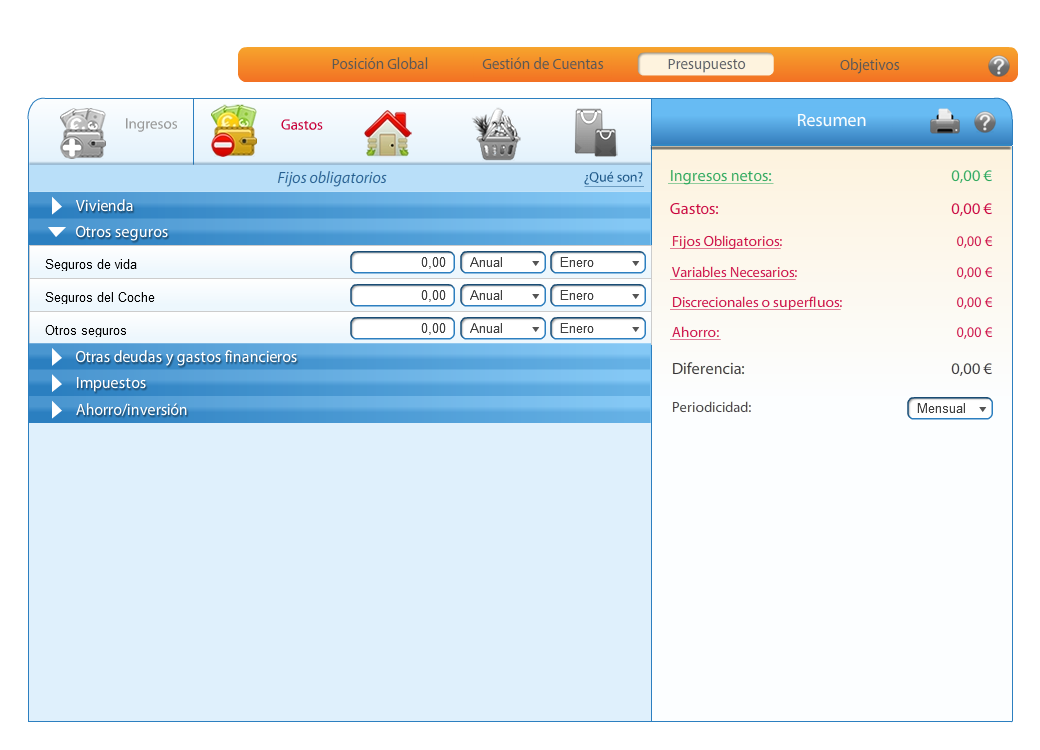 Posición Global Gestión de Cuentas Presupuesto Objetivos ?
Ingresos Gastos
Fijos obligatorios ¿Qué son?
Vivienda
Otros seguros
Seguros de vida 0,00 Anual Enero
Seguros del Coche 0,00 Anual Enero
Otros seguros 0,00 Anual Enero
Otras deudas y gastos financieros
Impuestos
Ahorro/inversión
Resumen ?
Ingresos netos: 0,00 €
Gastos: 0,00 €
Fijos Obligatorios: 0,00 €
Variables Necesarios: 0,00 €
Discrecionales o superfluos: 0,00 €
Ahorro: 0,00 €
Diferencia: 0,00 €
Periodicidad: Mensual